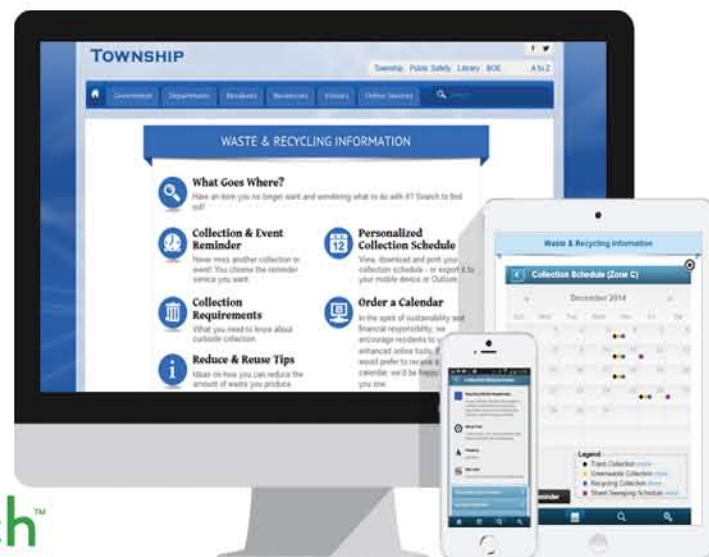 TOWNSHIP
Township Public Safety Library BOE A to Z
Government Departments Residents Businesses Visitors Online Services
WASTE & RECYCLING INFORMATION
What Goes Where?
Have an item you no longer want and wondering what to do with it? Search to find out!
Collection & Event
Reminder
Never miss another collection or
event! You choose the reminder
service you want.
Personalized
Collection Schedule
View, download and print your
collection schedule - or export it to
your mobile device or Outlook.
Collection
Requirements
What you need to know about
curbside collection.
Order a Calendar
In the spirit of sustainability and
financial responsibility, we
encourage residents to
enhanced online tools.
would prefer to receive a
calendar, we'd be happy
you one.
Reduce & Reuse Tips
Ideas on how you can reduce the
amount of waste you produce.
Waste & Recycling Information
Collection Schedule (Zone C)
December 2014
Legend
Trash Collection
Greenwaste Collection
Recycling Collection
Street Sweeping Schedule
Collection Requirements
ch™